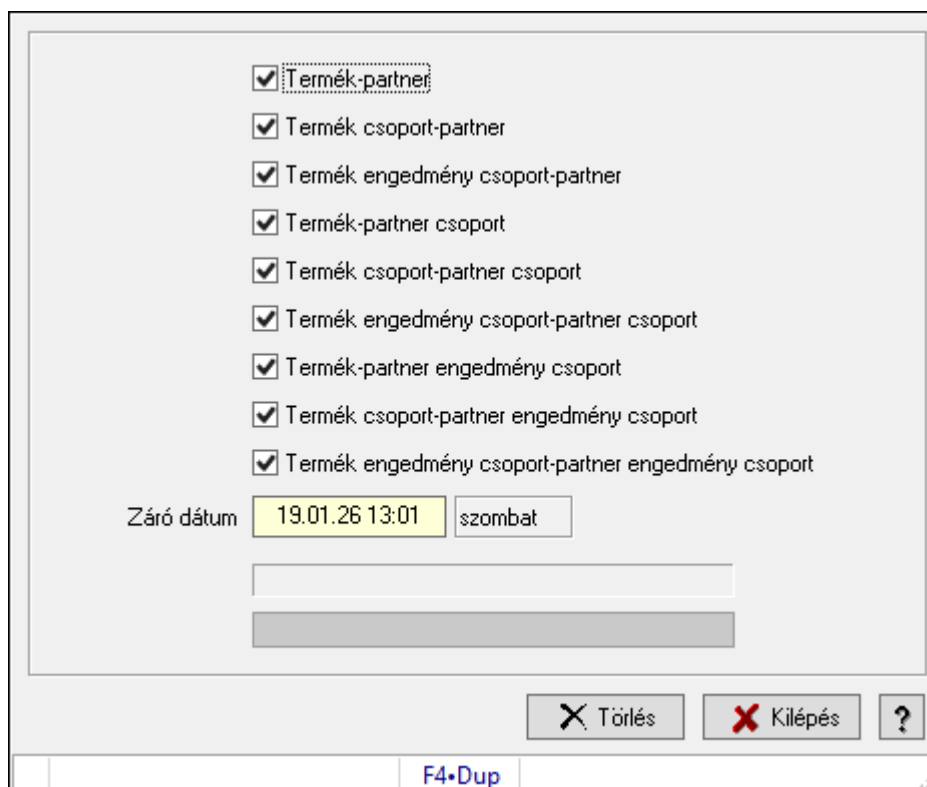 Termék-partner
Termék csoport-partner
Termék engedmény csoport-partner
Termék-partner csoport
Termék csoport-partner csoport
Termék engedmény csoport-partner csoport
Termék-partner engedmény csoport
Termék csoport-partner engedmény csoport
Termék engedmény csoport-partner engedmény csoport
Záró dátum 19.01.26 13:01 szombat
Törlés Kilépés ?
F4•Dup